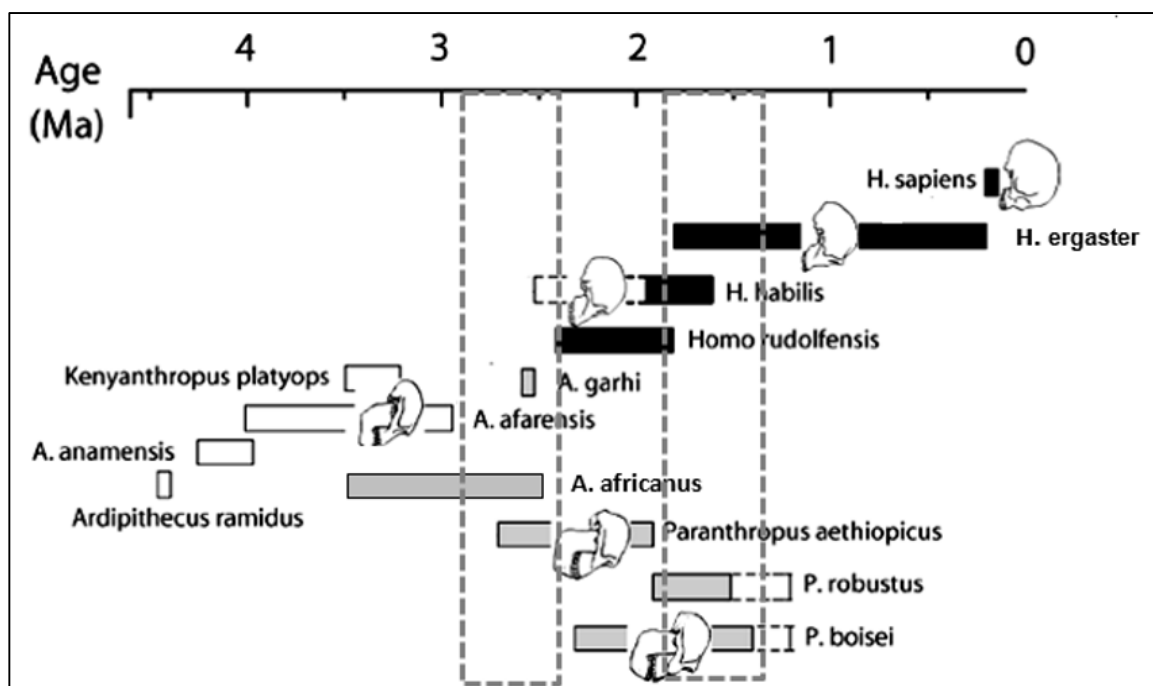 4 3 2 1 0
Age
(Ma)
H. sapiens
H. ergaster
H. habilis
Homo rudolfensis
Kenyanthropus platyops
A. garhi
A. afarensis
A. anamensis
A. africanus
Ardipithecus ramidus
Paranthropus aethiopicus
P. robustus
P. boisei